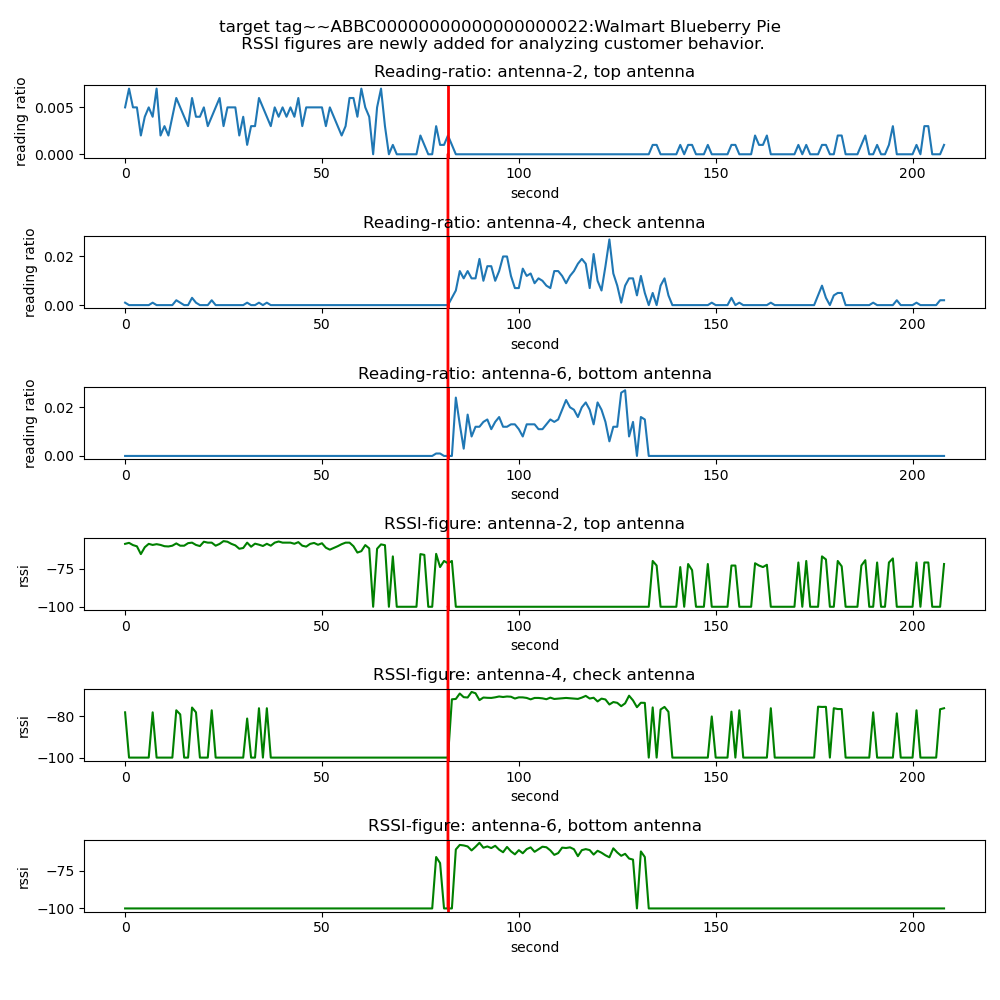 target tag~~ABBC00000000000000000022:Walmart Blueberry Pie
RSSI figures are newly added for analyzing customer behavior.
Reading-ratio: antenna-2, top antenna
reading ratio
0.005
0.000
0 50 100 150 200
second
Reading-ratio: antenna-4, check antenna
reading ratio
0.02
0.00
0 50 100 150 200
second
Reading-ratio: antenna-6, bottom antenna
reading ratio
0.02
0.00
0 50 100 150 200
second
RSSI-figure: antenna-2, top antenna
rssi
−75
−100
0 50 100 150 200
second
RSSI-figure: antenna-4, check antenna
rssi
−80
−100
0 50 100 150 200
second
RSSI-figure: antenna-6, bottom antenna
rssi
−75
−100
0 50 100 150 200
second